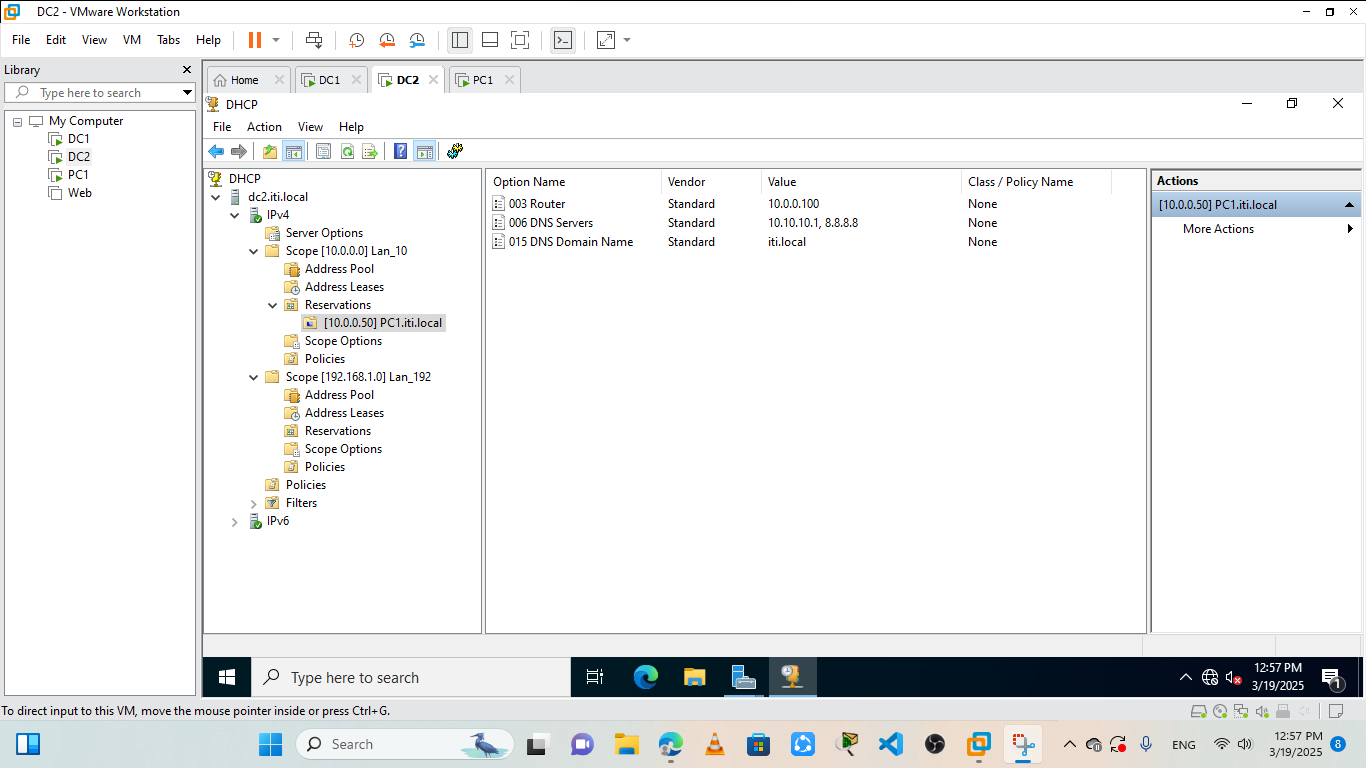 DC2 - VMware Workstation
File Edit View VM Tabs Help
Library
Type here to search
My Computer
DC1
DC2
PC1
Web
Home DC1 DC2 PC1
DHCP
File Action View Help
DHCP
dc2.iti.local
IPv4
Server Options
Scope [10.0.0.0] Lan_10
Address Pool
Address Leases
Reservations
[10.0.0.50] PC1.iti.local
Scope Options
Policies
Scope [192.168.1.0] Lan_192
Address Pool
Address Leases
Reservations
Scope Options
Policies
Policies
Filters
IPv6
Option Name Vendor Value Class / Policy Name
003 Router Standard 10.0.0.100 None
006 DNS Servers Standard 10.10.10.1, 8.8.8.8 None
015 DNS Domain Name Standard iti.local None
Actions
[10.0.0.50] PC1.iti.local
More Actions
Type here to search
12:57 PM
3/19/2025
1
To direct input to this VM, move the mouse pointer inside or press Ctrl+G.
Search
ENG
12:57 PM
3/19/2025
8